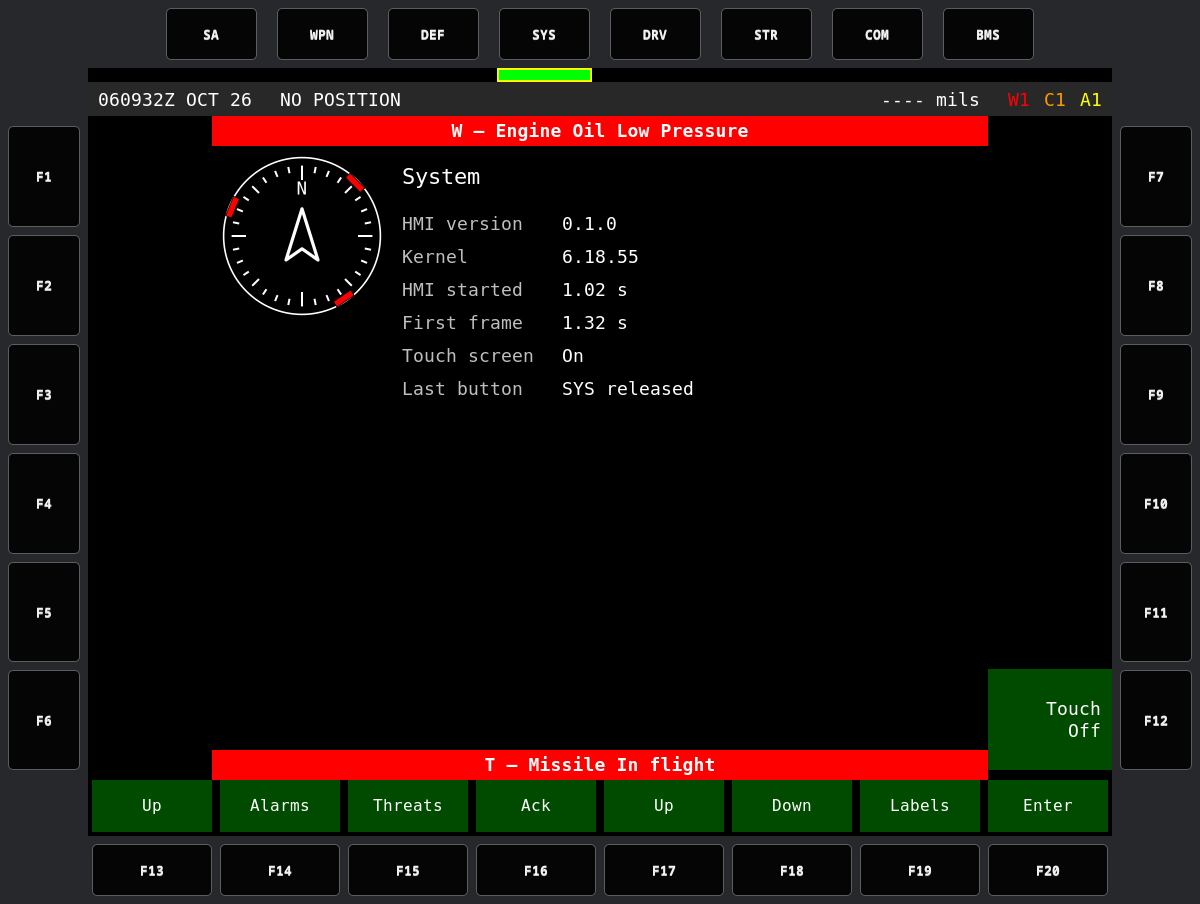 SA WPN DEF SYS DRV STR COM BMS
060932Z OCT 26 NO POSITION ---- mils W1 C1 A1
W – Engine Oil Low Pressure
N
System
HMI version 0.1.0
Kernel 6.18.55
HMI started 1.02 s
First frame 1.32 s
Touch screen On
Last button SYS released
F1
F2
F3
F4
F5
F6
F7
F8
F9
F10
F11
F12
Touch
Off
T – Missile In flight
Up Alarms Threats Ack Up Down Labels Enter
F13 F14 F15 F16 F17 F18 F19 F20